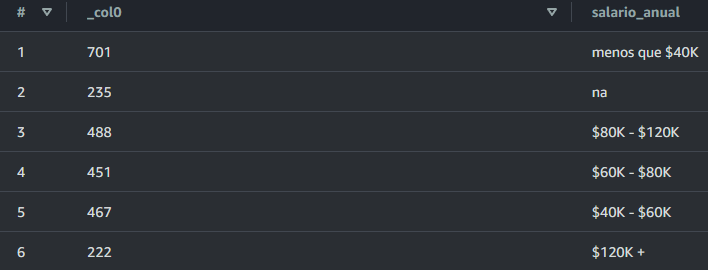 # _col0 salario_anual
1 701 menos que $40K
2 235 na
3 488 $80K - $120K
4 451 $60K - $80K
5 467 $40K - $60K
6 222 $120K +